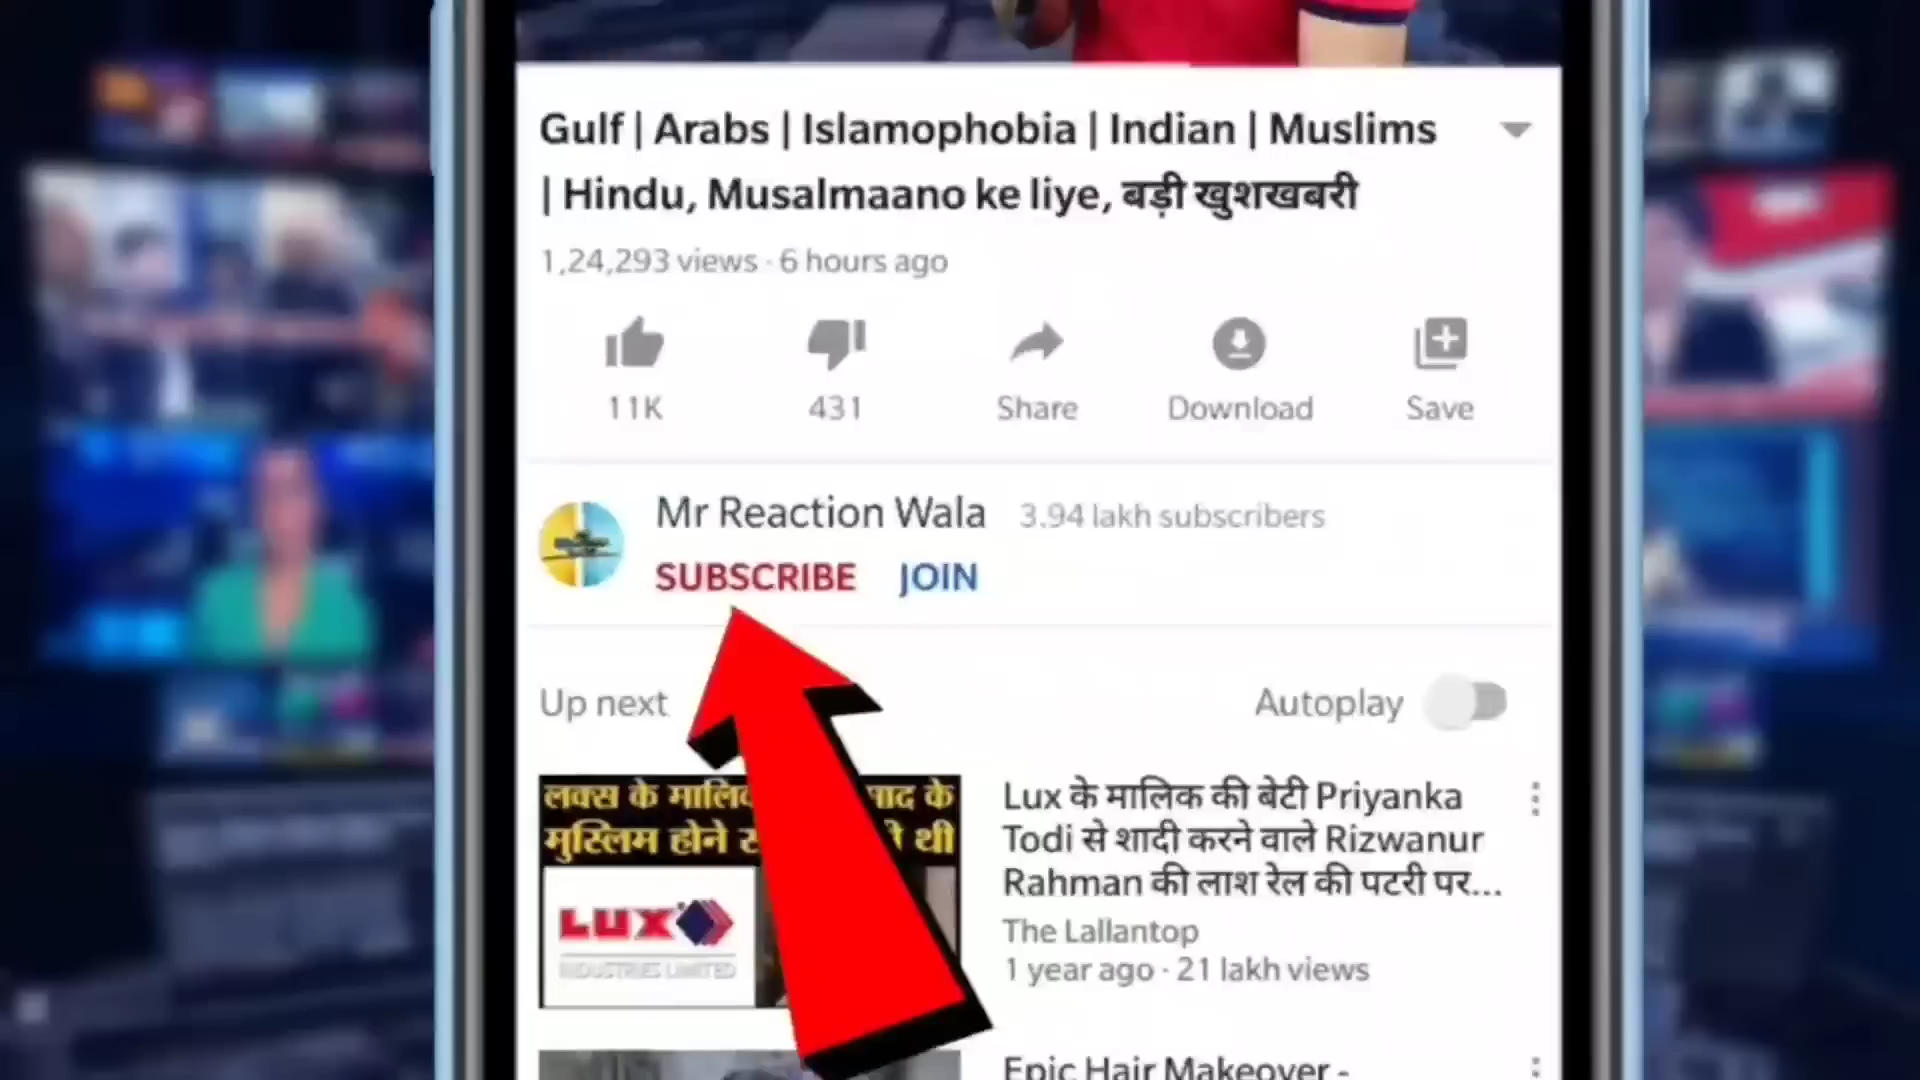 Gulf | Arabs | Islamophobia | Indian | Muslims
| Hindu, Musalmaano ke liye, बड़ी खुशखबरी
1,24,293 views · 6 hours ago
11K
431
Share
Download
Save
Mr Reaction Wala 3.94 lakh subscribers
SUBSCRIBE JOIN
Up next
Autoplay
लक्स के मालिक
के
मुस्लिम होने
थी
LUX
INDUSTRIES LIMITED
Lux के मालिक की बेटी Priyanka
Todi से शादी करने वाले Rizwanur
Rahman की लाश रेल की पटरी पर...
The Lallantop
1 year ago · 21 lakh views
Epic Hair Makeover -